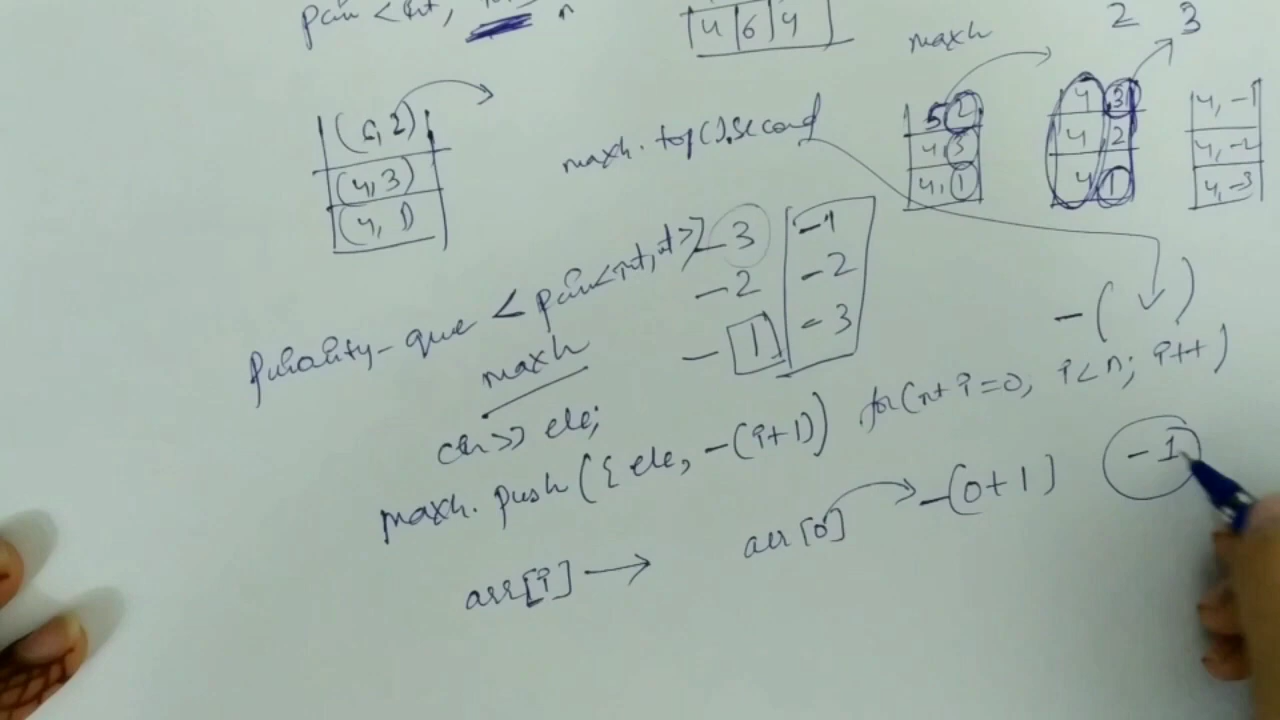 pair <int,
4 6 4
maxh
2 3
(6, 2)
(4, 3)
(4, 1)
maxh. top().second
5 2
4, 3
4, 1
4 3
4 2
4 1
4, -1
4, -2
4, -3
priority-que < pair<int, int>>
maxh
- 3
- 2
- 1
-1
-2
-3
- ( )
cin >> ele;
maxh. push ({ ele, -(i+1))
for(int i=0, i<n; i++)
arr[i] →
arr[0] → -(0+1)
-1